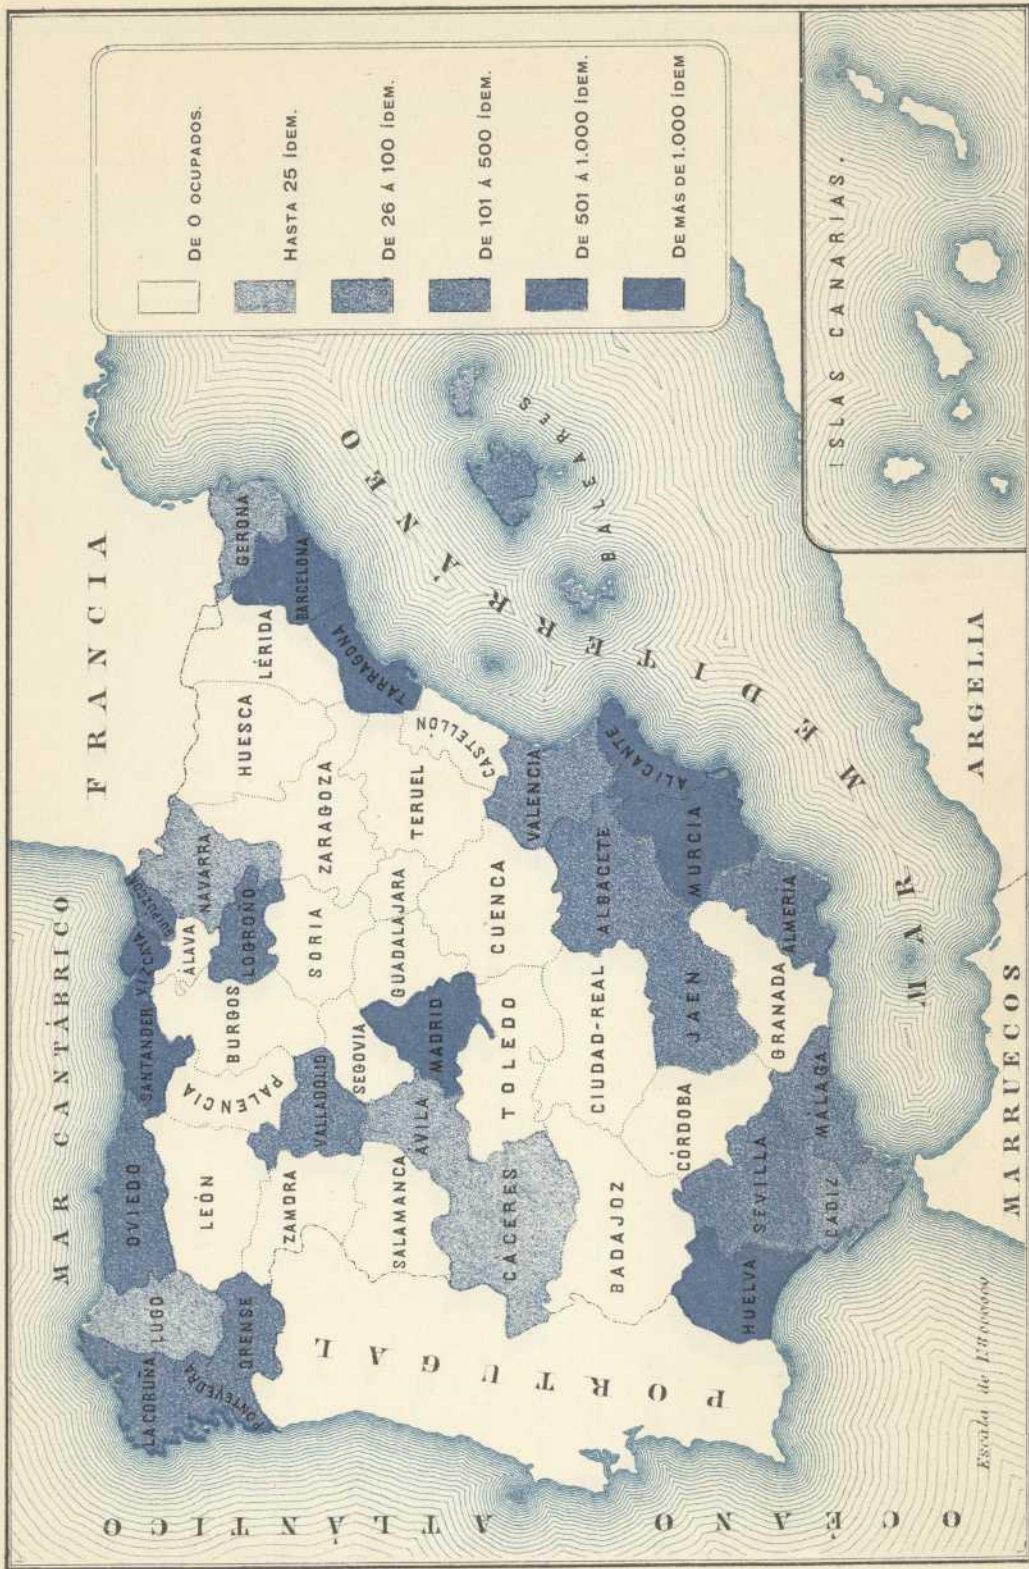 OCÉANO ATLÁNTICO
MAR CANTÁBRICO
FRANCIA
PORTUGAL
MAR MEDITERRÁNEO
MARRUECOS
ARGELIA
LA CORUÑA
LUGO
PONTEVEDRA
ORENSE
OVIEDO
SANTANDER
VIZCAYA
GUIPÚZCOA
ÁLAVA
NAVARRA
LOGROÑO
LEÓN
PALENCIA
BURGOS
ZAMORA
VALLADOLID
SORIA
SEGOVIA
ÁVILA
SALAMANCA
HUESCA
ZARAGOZA
LÉRIDA
GERONA
BARCELONA
TARRAGONA
TERUEL
CASTELLÓN
GUADALAJARA
MADRID
CUENCA
TOLEDO
CÁCERES
BADAJOZ
CIUDAD-REAL
ALBACETE
VALENCIA
ALICANTE
MURCIA
BALEARES
CÓRDOBA
JAEN
GRANADA
ALMERÍA
MÁLAGA
SEVILLA
CÁDIZ
HUELVA
DE 0 OCUPADOS.
HASTA 25 ÍDEM.
DE 26 Á 100 ÍDEM.
DE 101 Á 500 ÍDEM.
DE 501 Á 1.000 ÍDEM.
DE MÁS DE 1.000 ÍDEM
ISLAS CANARIAS.
Escala de